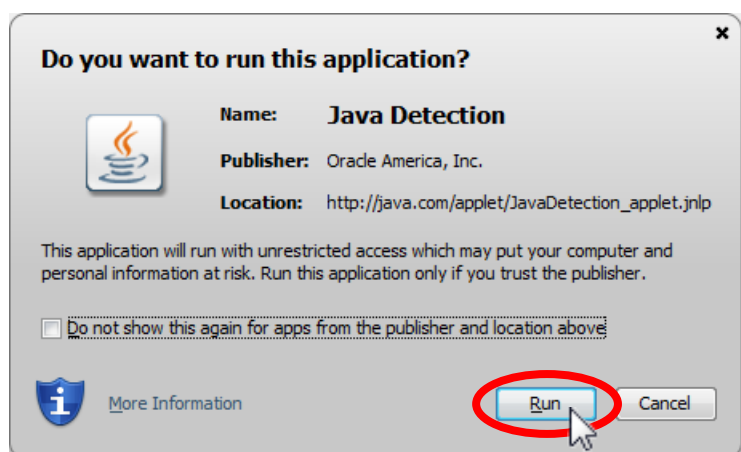 Do you want to run this application?
Name: Java Detection
Publisher: Oracle America, Inc.
Location: http://java.com/applet/JavaDetection_applet.jnlp
This application will run with unrestricted access which may put your computer and
personal information at risk. Run this application only if you trust the publisher.
Do not show this again for apps from the publisher and location above
More Information
Run
Cancel